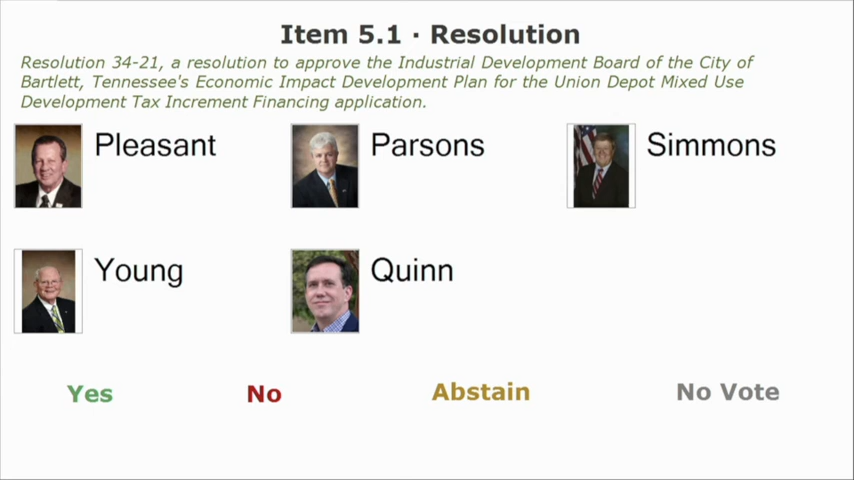 Item 5.1 · Resolution
Resolution 34-21, a resolution to approve the Industrial Development Board of the City of
Bartlett, Tennessee's Economic Impact Development Plan for the Union Depot Mixed Use
Development Tax Increment Financing application.
Pleasant Parsons Simmons
Young Quinn
Yes No Abstain No Vote